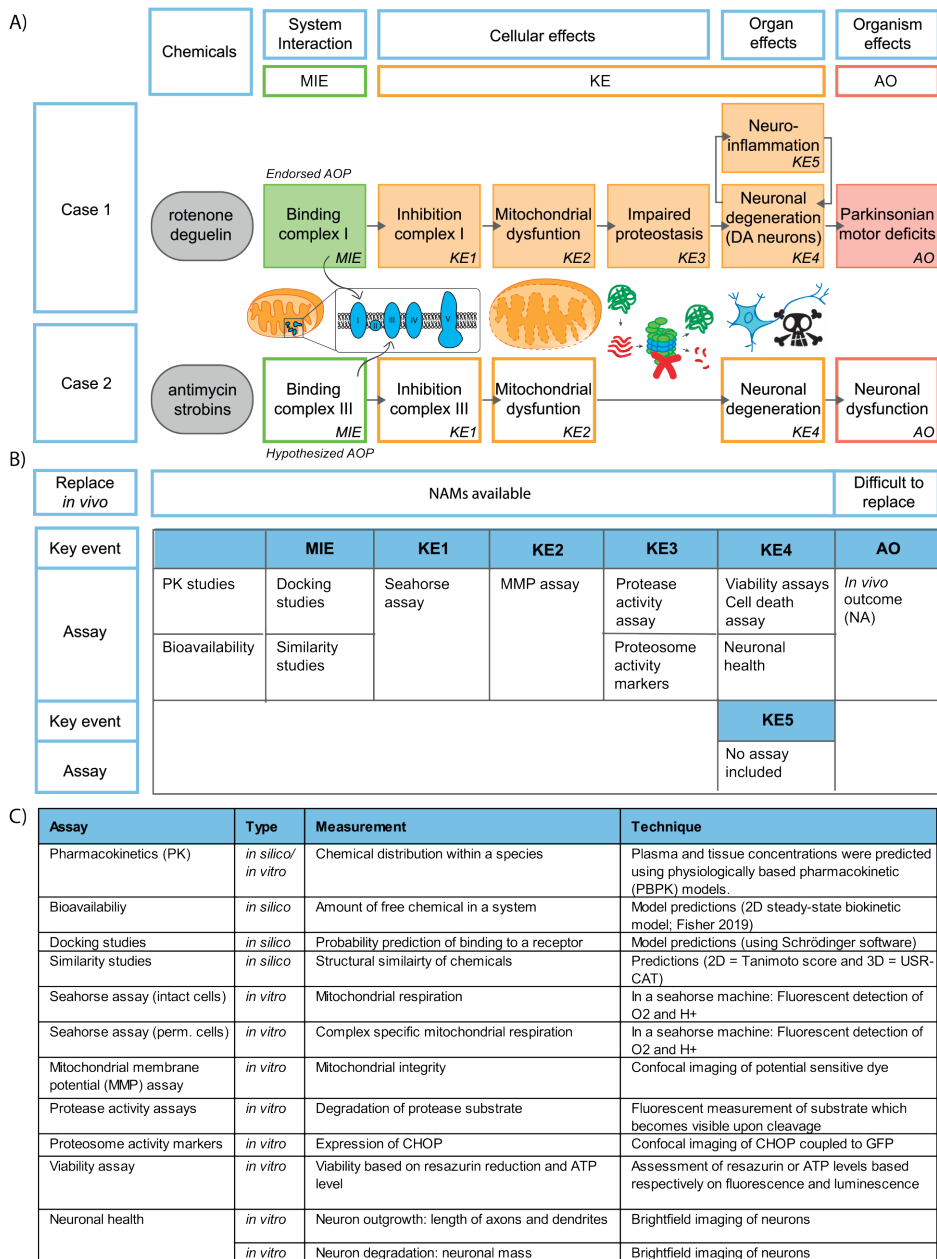 A)
Chemicals
System
Interaction
Cellular effects
Organ
effects
Organism
effects
MIE
KE
AO
Case 1
rotenone
deguelin
Endorsed AOP
Binding
complex I
MIE
Inhibition
complex I
KE1
Mitochondrial
dysfuntion
KE2
Impaired
proteostasis
KE3
Neuro-
inflammation
KE5
Neuronal
degeneration
(DA neurons)
KE4
Parkinsonian
motor deficits
AO
I
II
III
IV
V
Case 2
antimycin
strobins
Binding
complex III
MIE
Hypothesized AOP
Inhibition
complex III
KE1
Mitochondrial
dysfuntion
KE2
Neuronal
degeneration
KE4
Neuronal
dysfunction
AO
B)
Replace
in vivo
NAMs available
Difficult to
replace
Key event
MIE
KE1
KE2
KE3
KE4
AO
Assay
PK studies
Bioavailability
Docking
studies
Similarity
studies
Seahorse
assay
MMP assay
Protease
activity
assay
Proteosome
activity
markers
Viability assays
Cell death
assay
Neuronal
health
In vivo
outcome
(NA)
Key event
KE5
Assay
No assay
included
C)
Assay Type Measurement Technique
Pharmacokinetics (PK) in silico/ Chemical distribution within a species Plasma and tissue concentrations were predicted
in vitro using physiologically based pharmacokinetic
(PBPK) models.
Bioavailabiliy in silico Amount of free chemical in a system Model predictions (2D steady-state biokinetic
model; Fisher 2019)
Docking studies in silico Probability prediction of binding to a receptor Model predictions (using Schrödinger software)
Similarity studies in silico Structural similairty of chemicals Predictions (2D = Tanimoto score and 3D = USR-
CAT)
Seahorse assay (intact cells) in vitro Mitochondrial respiration In a seahorse machine: Fluorescent detection of
O2 and H+
Seahorse assay (perm. cells) in vitro Complex specific mitochondrial respiration In a seahorse machine: Fluorescent detection of
O2 and H+
Mitochondrial membrane in vitro Mitochondrial integrity Confocal imaging of potential sensitive dye
potential (MMP) assay
Protease activity assays in vitro Degradation of protease substrate Fluorescent measurement of substrate which
becomes visible upon cleavage
Proteosome activity markers in vitro Expression of CHOP Confocal imaging of CHOP coupled to GFP
Viability assay in vitro Viability based on resazurin reduction and ATP Assessment of resazurin or ATP levels based
level respectively on fluorescence and luminescence
Neuronal health in vitro Neuron outgrowth: length of axons and dendrites Brightfield imaging of neurons
in vitro Neuron degradation: neuronal mass Brightfield imaging of neurons